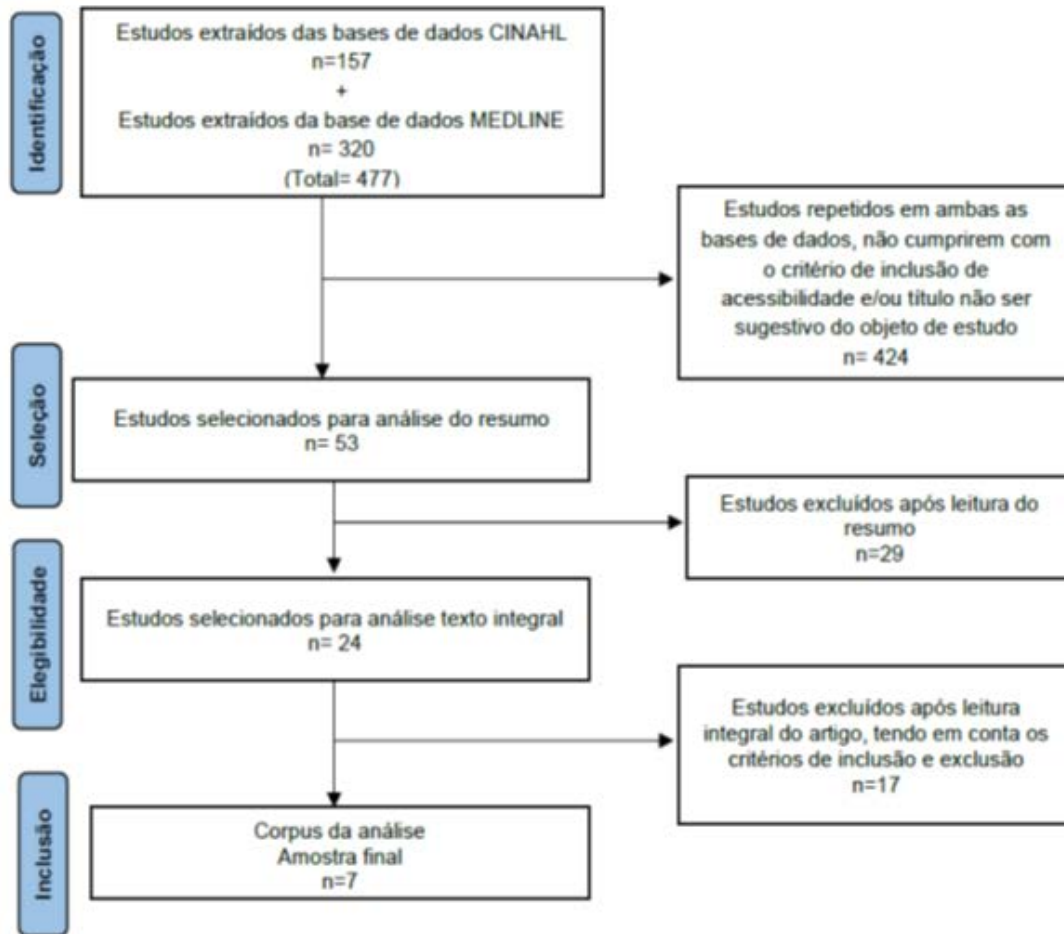 Identificação
Estudos extraídos das bases de dados CINAHL
n=157
+
Estudos extraídos da base de dados MEDLINE
n= 320
(Total= 477)
Estudos repetidos em ambas as
bases de dados, não cumprirem com
o critério de inclusão de
acessibilidade e/ou título não ser
sugestivo do objeto de estudo
n= 424
Seleção
Estudos selecionados para análise do resumo
n= 53
Estudos excluídos após leitura do
resumo
n=29
Elegibilidade
Estudos selecionados para análise texto integral
n= 24
Estudos excluídos após leitura
integral do artigo, tendo em conta os
critérios de inclusão e exclusão
n=17
Inclusão
Corpus da análise
Amostra final
n=7